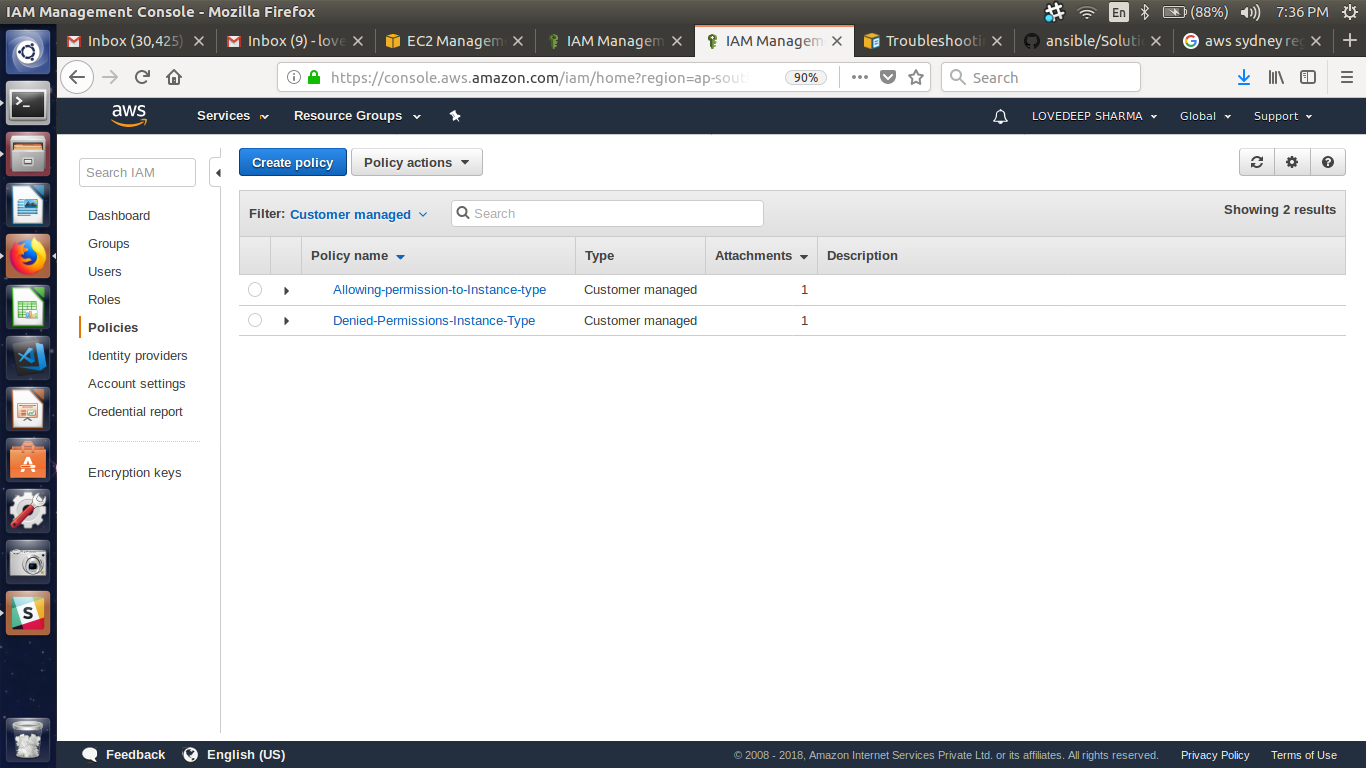 IAM Management Console - Mozilla Firefox
En (88%) 7:36 PM
Inbox (30,425) Inbox (9) - love EC2 Managem IAM Managem IAM Managem Troubleshootin ansible/Soluti aws sydney reg
https://console.aws.amazon.com/iam/home?region=ap-sout 90% Search
aws Services Resource Groups LOVEDEEP SHARMA Global Support
Search IAM
Dashboard
Groups
Users
Roles
Policies
Identity providers
Account settings
Credential report
Encryption keys
Create policy Policy actions
Filter: Customer managed Search Showing 2 results
Policy name Type Attachments Description
Allowing-permission-to-Instance-type Customer managed 1
Denied-Permissions-Instance-Type Customer managed 1
Feedback English (US) © 2008 - 2018, Amazon Internet Services Private Ltd. or its affiliates. All rights reserved. Privacy Policy Terms of Use